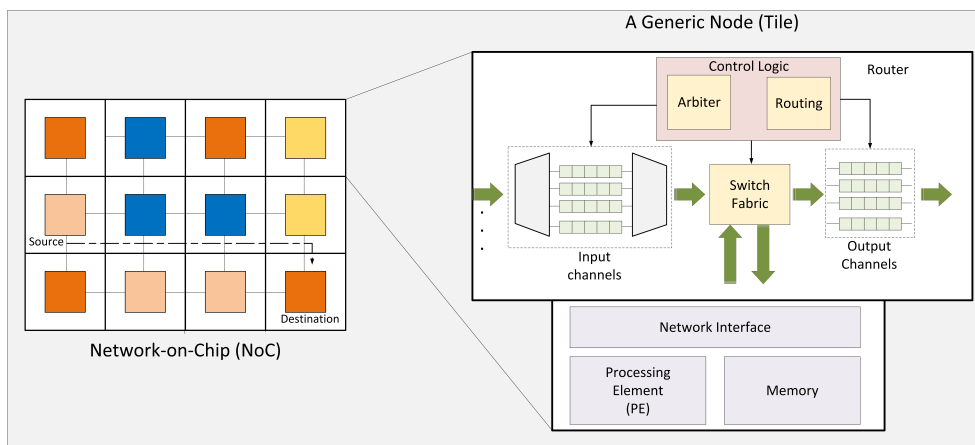 A Generic Node (Tile)
Control Logic
Router
Arbiter
Routing
Switch
Fabric
Input
channels
Output
Channels
Source
Destination
Network-on-Chip (NoC)
Network Interface
Processing
Element
(PE)
Memory